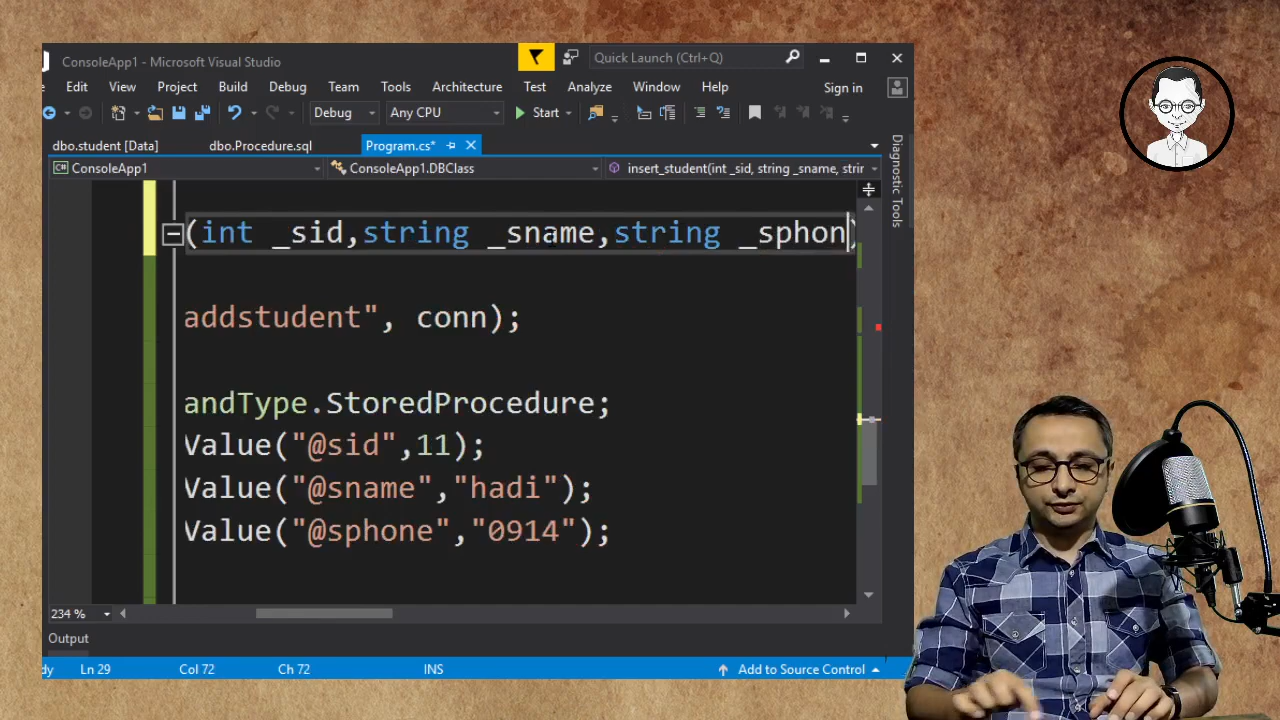 ConsoleApp1 - Microsoft Visual Studio
Quick Launch (Ctrl+Q)
Edit View Project Build Debug Team Tools Architecture Test Analyze Window Help Sign in
Debug Any CPU Start
dbo.student [Data] dbo.Procedure.sql Program.cs*
ConsoleApp1 ConsoleApp1.DBClass insert_student(int _sid, string _sname, strir
Diagnostic Tools
(int _sid,string _sname,string _sphon)
addstudent", conn);
andType.StoredProcedure;
Value("@sid",11);
Value("@sname","hadi");
Value("@sphone","0914");
234 %
Output
dy Ln 29 Col 72 Ch 72 INS Add to Source Control